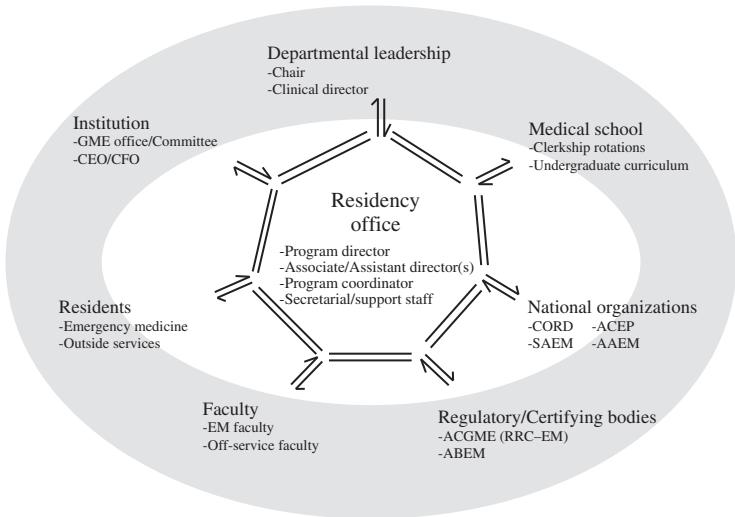 Departmental leadership
-Chair
-Clinical director
Institution
-GME office/Committee
-CEO/CFO
Medical school
-Clerkship rotations
-Undergraduate curriculum
Residency
office
-Program director
-Associate/Assistant director(s)
-Program coordinator
-Secretarial/support staff
Residents
-Emergency medicine
-Outside services
National organizations
-CORD -ACEP
-SAEM -AAEM
Faculty
-EM faculty
-Off-service faculty
Regulatory/Certifying bodies
-ACGME (RRC–EM)
-ABEM